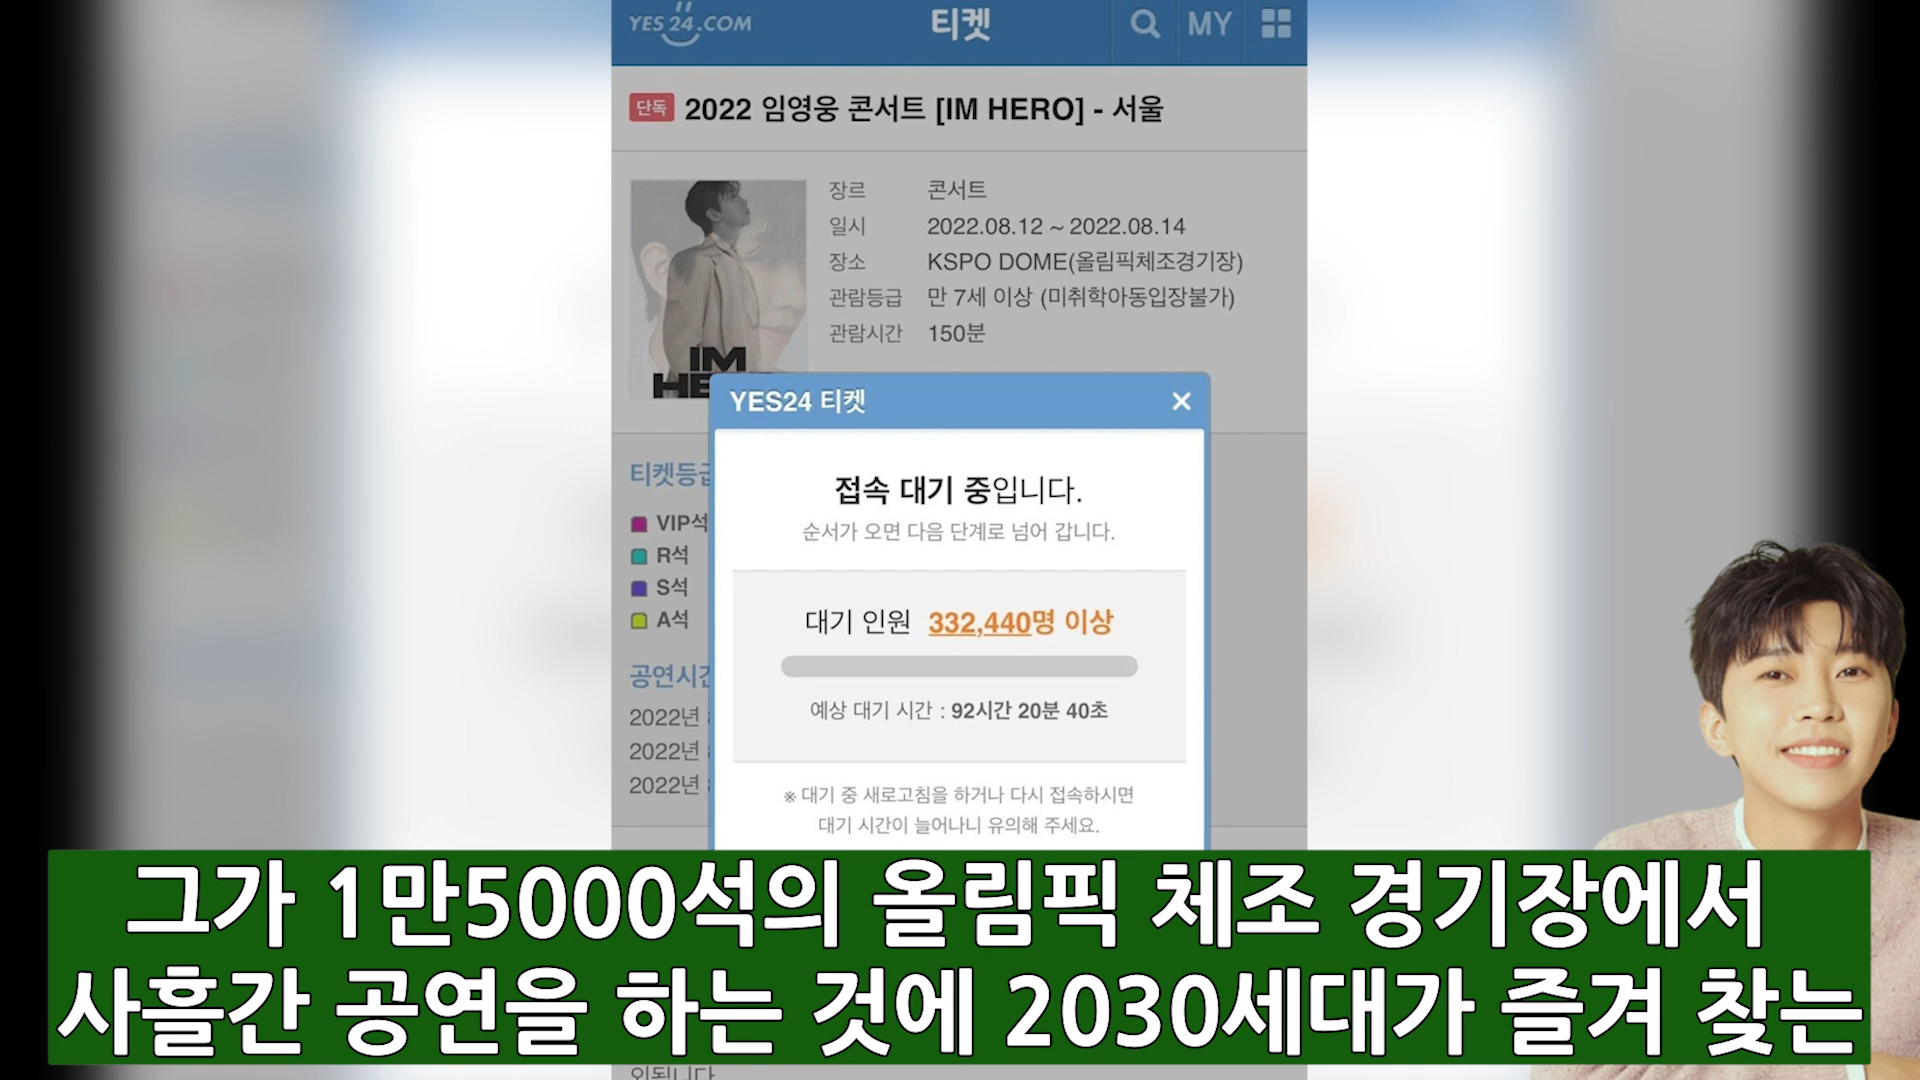 YES24.COM 티켓 MY
단독 2022 임영웅 콘서트 [IM HERO] - 서울
장르 콘서트
일시 2022.08.12 ~ 2022.08.14
장소 KSPO DOME(올림픽체조경기장)
관람등급 만 7세 이상 (미취학아동입장불가)
관람시간 150분
IM
YES24 티켓
접속 대기 중입니다.
순서가 오면 다음 단계로 넘어 갑니다.
대기 인원 332,440명 이상
예상 대기 시간 : 92시간 20분 40초
※ 대기 중 새로고침을 하거나 다시 접속하시면
대기 시간이 늘어나니 유의해 주세요.
VIP석
R석
S석
A석
2022년
2022년
2022년
그가 1만5000석의 올림픽 체조 경기장에서
사흘간 공연을 하는 것에 2030세대가 즐겨 찾는